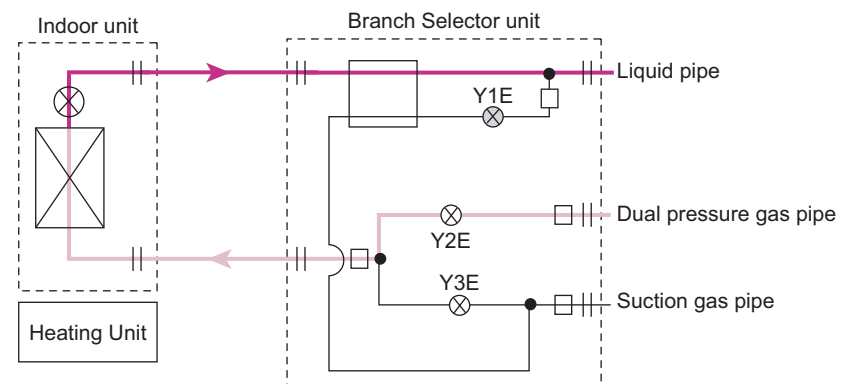 Indoor unit
Branch Selector unit
Liquid pipe
Y1E
Dual pressure gas pipe
Y2E
Y3E
Suction gas pipe
Heating Unit